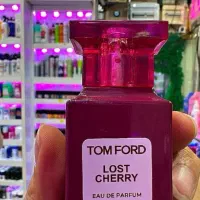 TOM FORD
LOST
CHERRY
EAU DE PARFUM